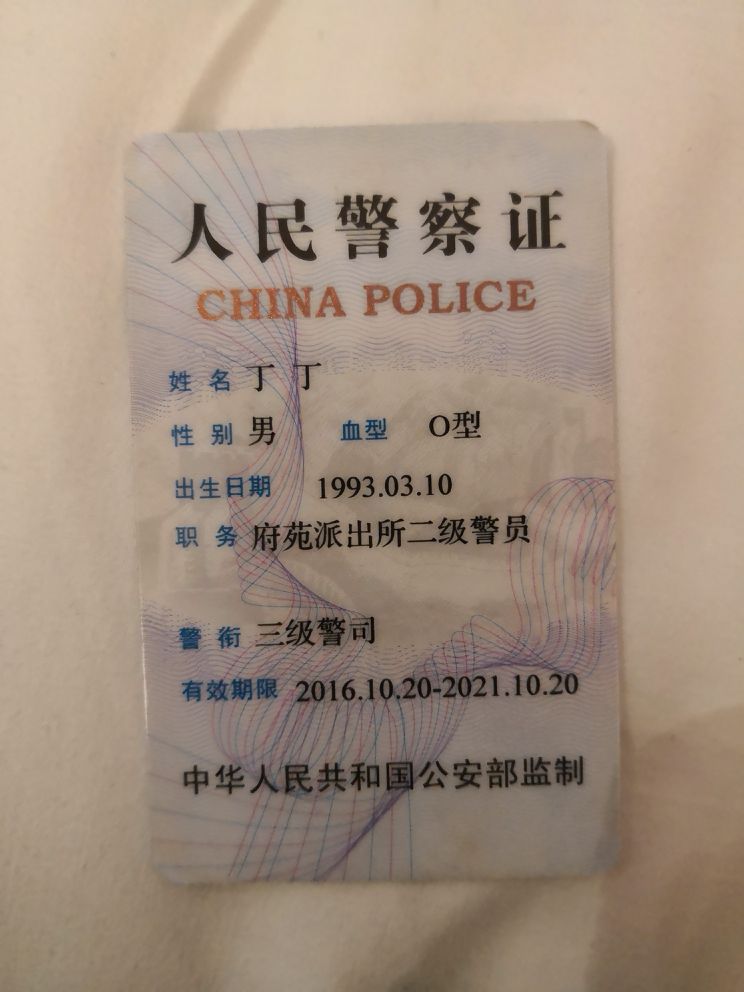 人民警察证
CHINA POLICE
姓 名 丁 丁
性 别 男 血型 O型
出生日期 1993.03.10
职 务 府苑派出所二级警员
警 衔 三级警司
有效期限 2016.10.20-2021.10.20
中华人民共和国公安部监制